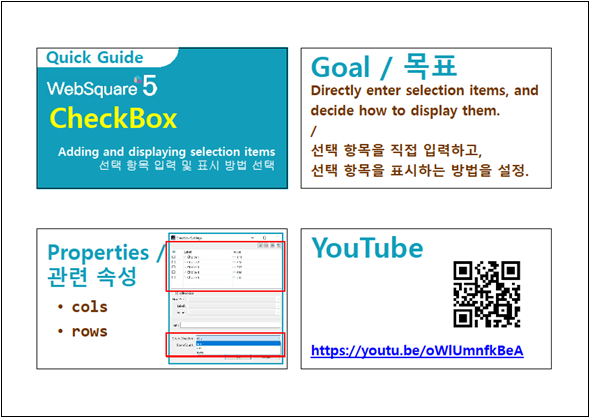 Quick Guide
WebSquare 5
CheckBox
Adding and displaying selection items
선택 항목 입력 및 표시 방법 선택
Goal / 목표
Directly enter selection items, and
decide how to display them.
/
선택 항목을 직접 입력하고,
선택 항목을 표시하는 방법을 설정.
Properties /
관련 속성
• cols
• rows
YouTube
https://youtu.be/oWlUmnfkBeA